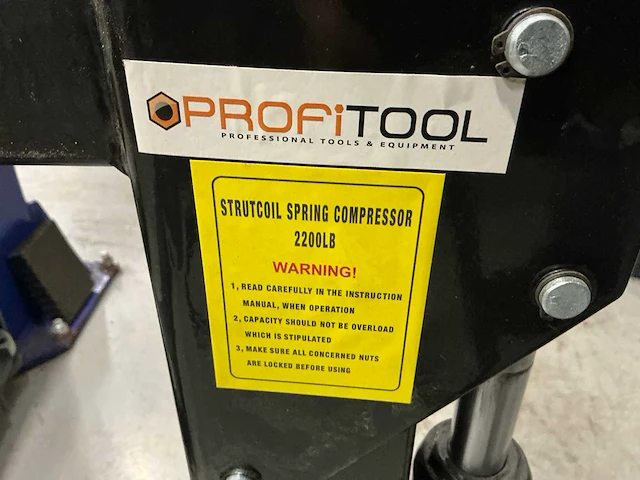 PROFiTOOL
PROFESSIONAL TOOLS & EQUIPMENT
STRUTCOIL SPRING COMPRESSOR
2200LB
WARNING!
1, READ CAREFULLY IN THE INSTRUCTION
MANUAL, WHEN OPERATION
2, CAPACITY SHOULD NOT BE OVERLOAD
WHICH IS STIPULATED
3, MAKE SURE ALL CONCERNED NUTS
ARE LOCKED BEFORE USING